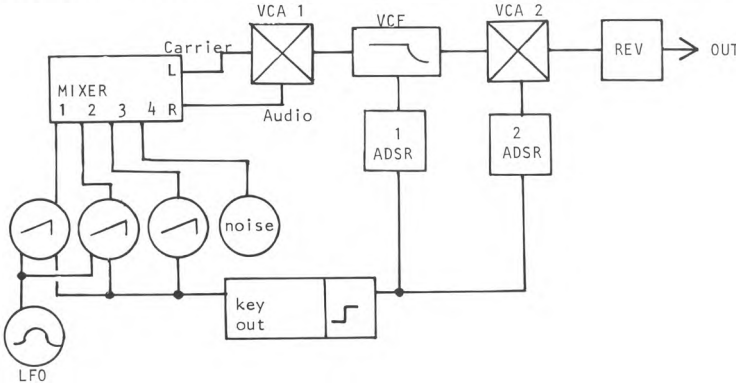 VCA 1
VCF
VCA 2
Carrier
L
REV
OUT
MIXER
1 2 3 4 R
Audio
1
ADSR
2
ADSR
noise
key
out
LFO